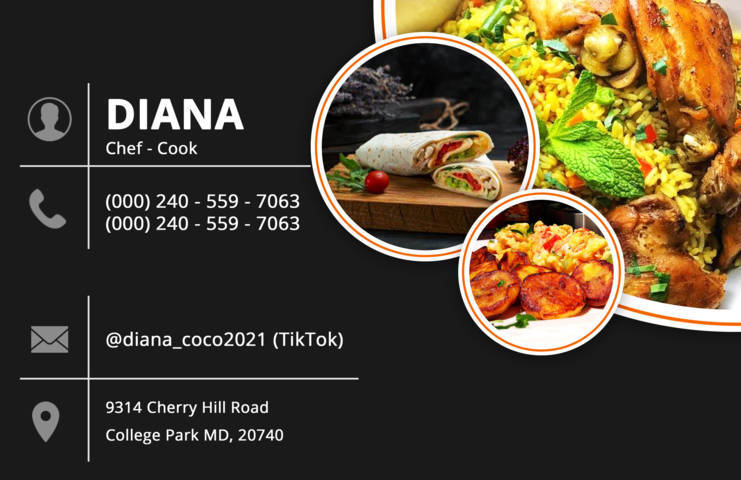 DIANA
Chef - Cook
(000) 240 - 559 - 7063
(000) 240 - 559 - 7063
@diana_coco2021 (TikTok)
9314 Cherry Hill Road
College Park MD, 20740